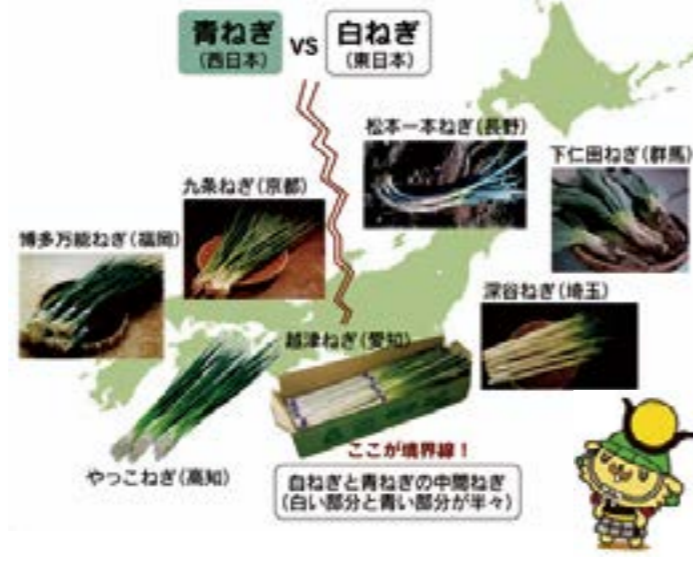 青ねぎ
(西日本)
VS
白ねぎ
(東日本)
松本一本ねぎ(長野)
下仁田ねぎ(群馬)
九条ねぎ(京都)
博多万能ねぎ(福岡)
深谷ねぎ(埼玉)
越津ねぎ(愛知)
ここが境界線!
やっこねぎ(高知)
白ねぎと青ねぎの中間ねぎ
(白い部分と青い部分が半々)